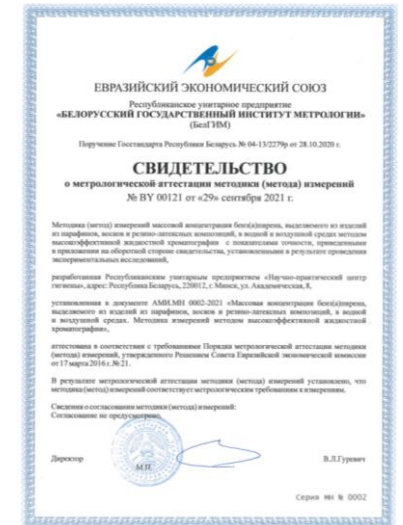 ЕВРАЗИЙСКИЙ ЭКОНОМИЧЕСКИЙ СОЮЗ
Республиканское унитарное предприятие
«БЕЛОРУССКИЙ ГОСУДАРСТВЕННЫЙ ИНСТИТУТ МЕТРОЛОГИИ»
(БелГИМ)
Поручение Госстандарта Республики Беларусь № 04-13/2279р от 28.10.2020 г.
СВИДЕТЕЛЬСТВО
о метрологической аттестации методики (метода) измерений
№ BY 00121 от «29» сентября 2021 г.
Методика (метод) измерений массовой концентрации бенз(а)пирена, выделяемого из изделий
из парафинов, восков и резино-латексных композиций, в водной и воздушной средах методом
высокоэффективной жидкостной хроматографии с показателями точности, приведенными
в приложении на оборотной стороне свидетельства, установленными в результате проведения
экспериментальных исследований,
разработанная Республиканским унитарным предприятием «Научно-практический центр
гигиены», адрес: Республика Беларусь, 220012, г. Минск, ул. Академическая, 8,
установленная в документе АМИ.МН 0002-2021 «Массовая концентрация бенз(а)пирена,
выделяемого из изделий из парафинов, восков и резино-латексных композиций, в водной
и воздушной средах. Методика измерений методом высокоэффективной жидкостной
хроматографии»,
аттестована в соответствии с требованиями Порядка метрологической аттестации методики
(метода) измерений, утвержденного Решением Совета Евразийской экономической комиссии
от 17 марта 2016 г. № 21.
В результате метрологической аттестации методики (метода) измерений установлено, что
методика (метод) измерений соответствует метрологическим требованиям к измерениям.
Сведения о согласовании методики (метода) измерений:
Согласование не предусмотрено.
Директор
В.Л.Гуревич
М.П.
Серия МН № 0002